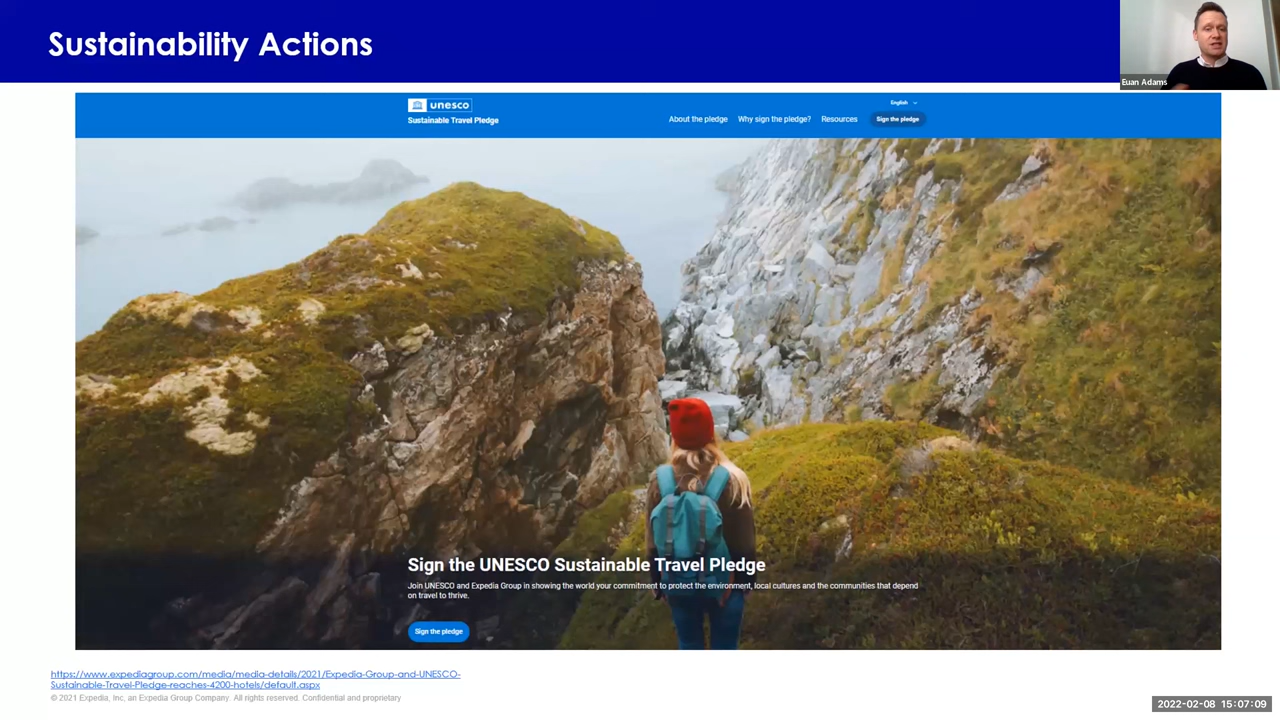 Sustainability Actions
Euan Adams
unesco
Sustainable Travel Pledge
English
About the pledge
Why sign the pledge?
Resources
Sign the pledge
Sign the UNESCO Sustainable Travel Pledge
Join UNESCO and Expedia Group in showing the world your commitment to protect the environment, local cultures and the communities that depend
on travel to thrive.
Sign the pledge
https://www.expediagroup.com/media/media-details/2021/Expedia-Group-and-UNESCO-
Sustainable-Travel-Pledge-reaches-4200-hotels/default.aspx
© 2021 Expedia, Inc, an Expedia Group Company. All rights reserved. Confidential and proprietary
2022-02-08 15:07:09